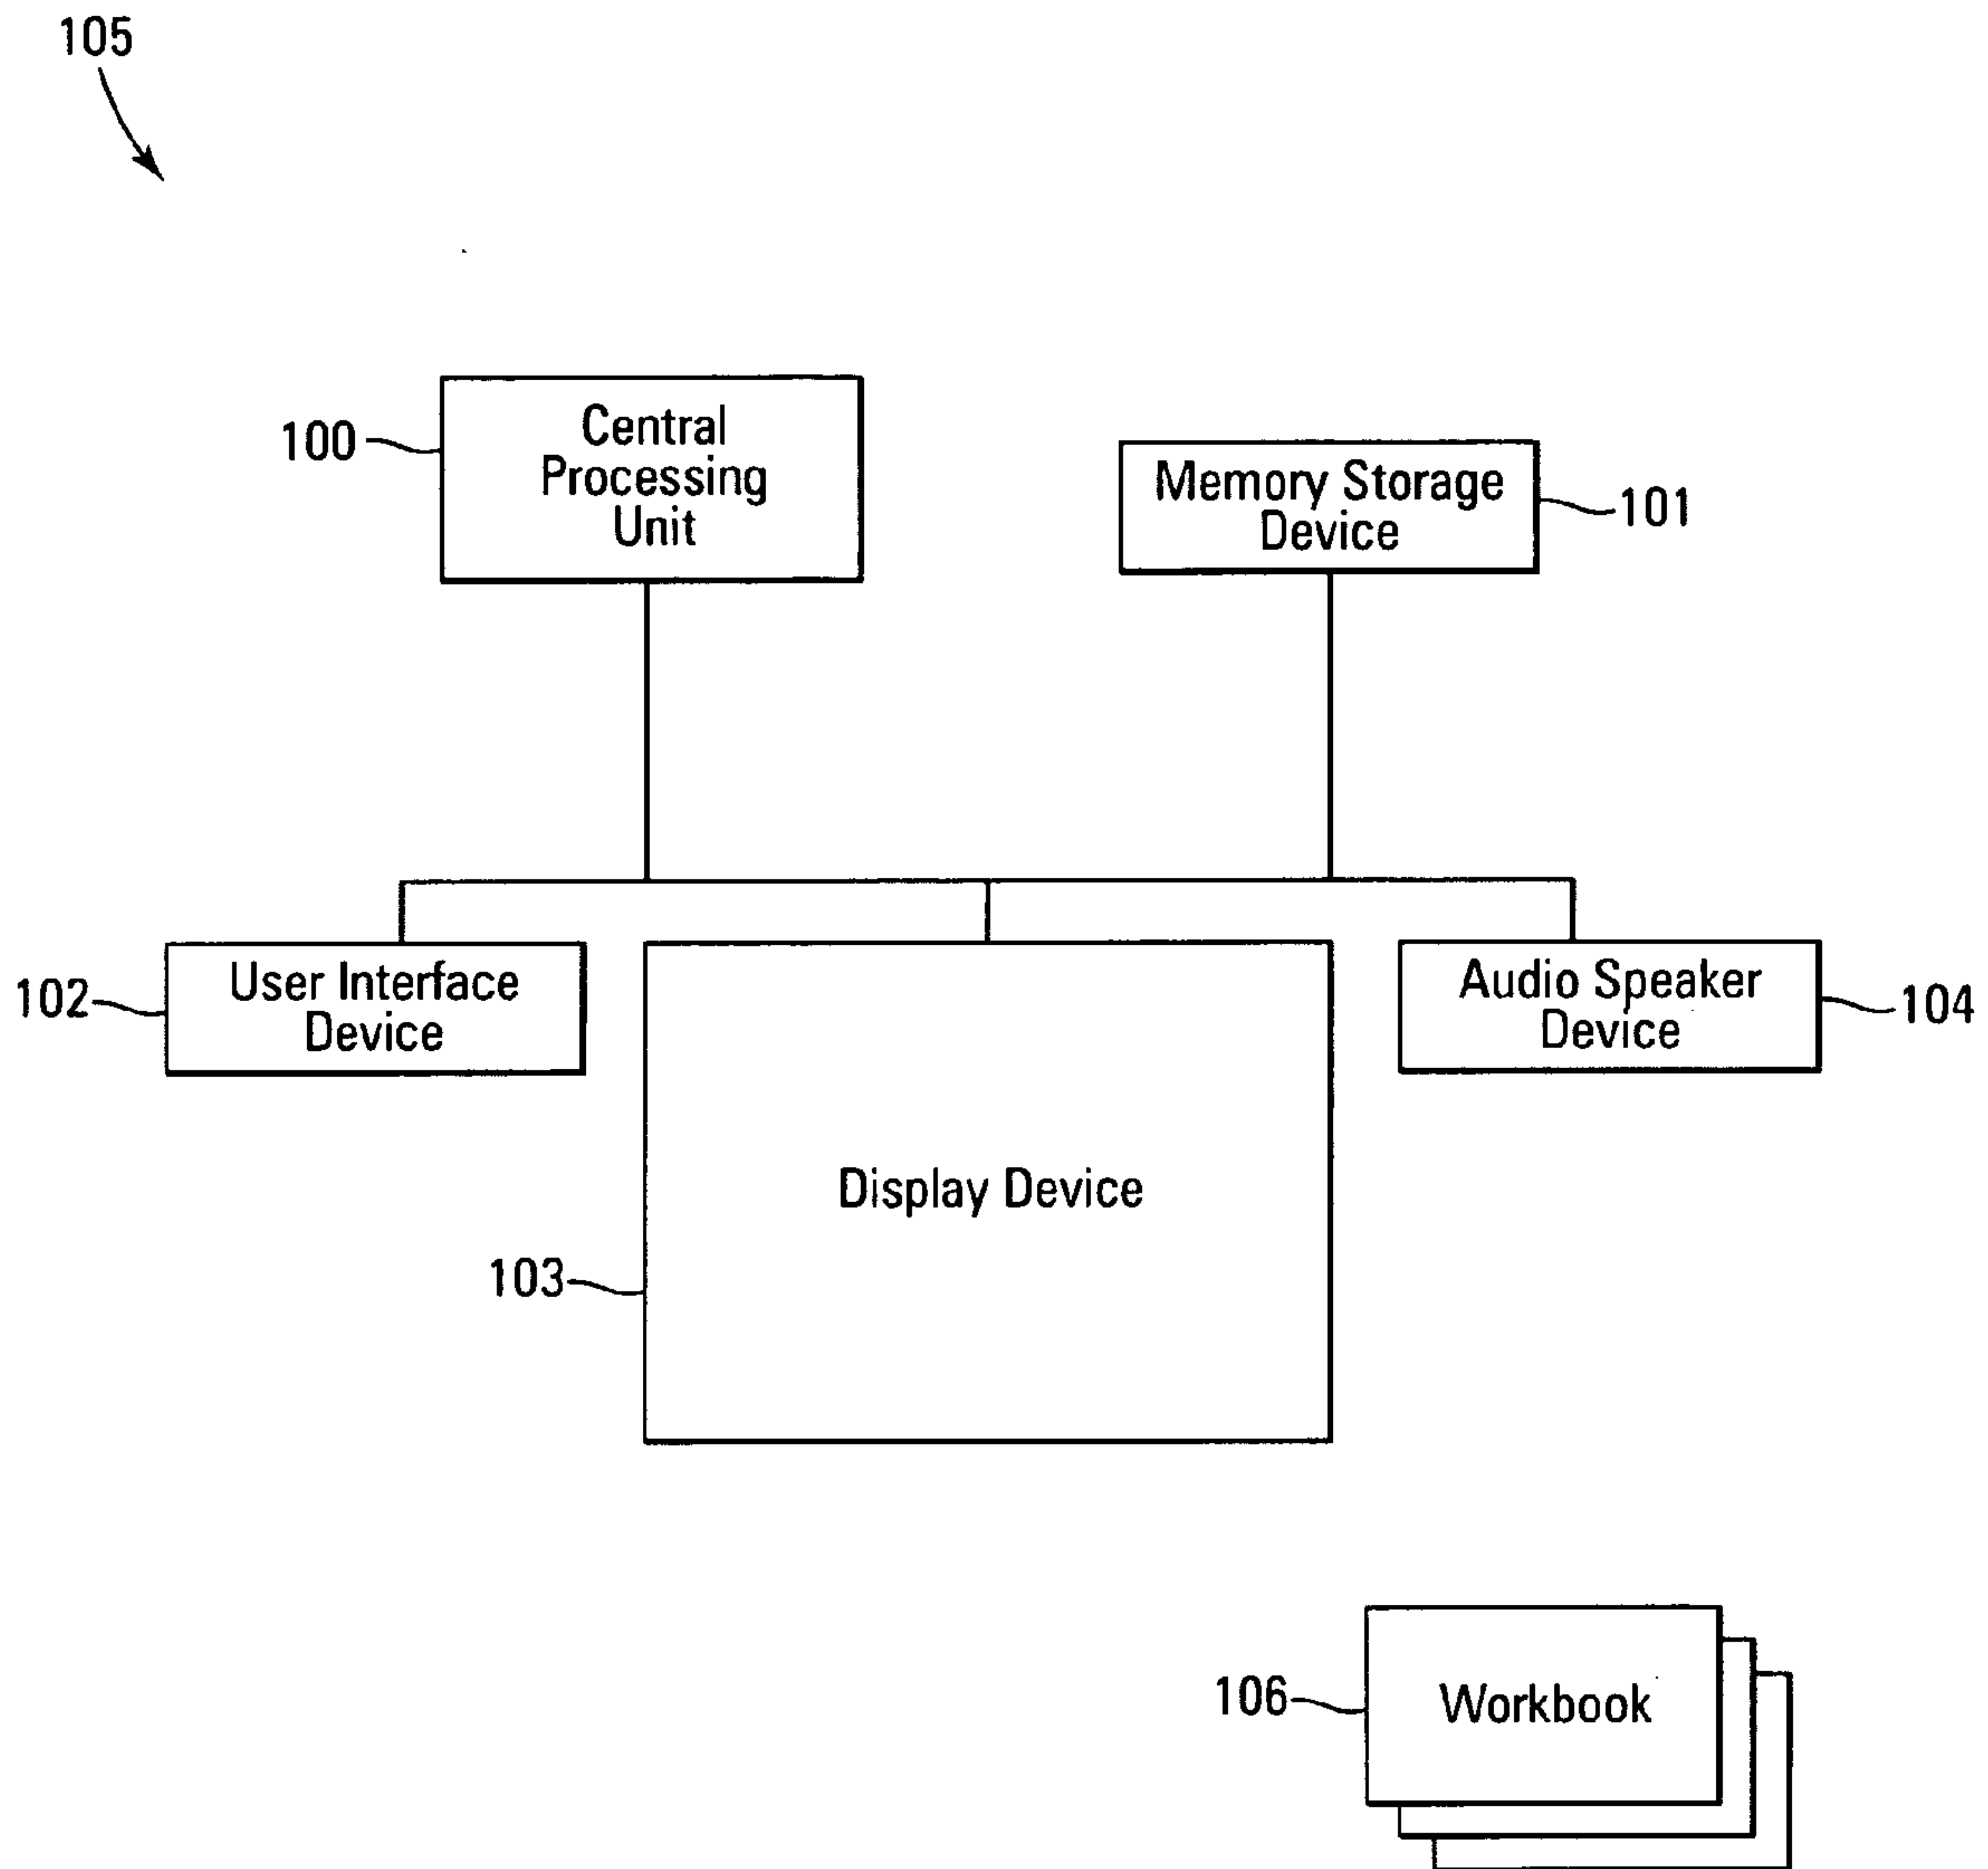 105
100
Central
Processing
Unit
Memory Storage
Device
101
102
User Interface
Device
Audio Speaker
Device
104
Display Device
103
106
Workbook